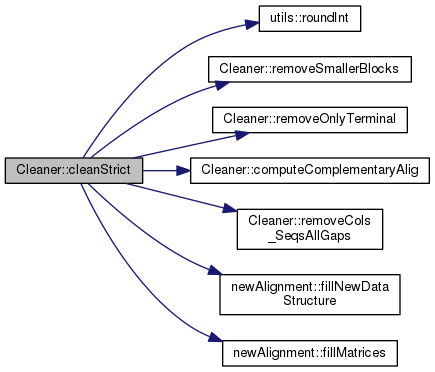 utils::roundInt
Cleaner::removeSmallerBlocks
Cleaner::removeOnlyTerminal
Cleaner::cleanStrict
Cleaner::computeComplementaryAlig
Cleaner::removeCols
_SeqsAllGaps
newAlignment::fillNewData
Structure
newAlignment::fillMatrices